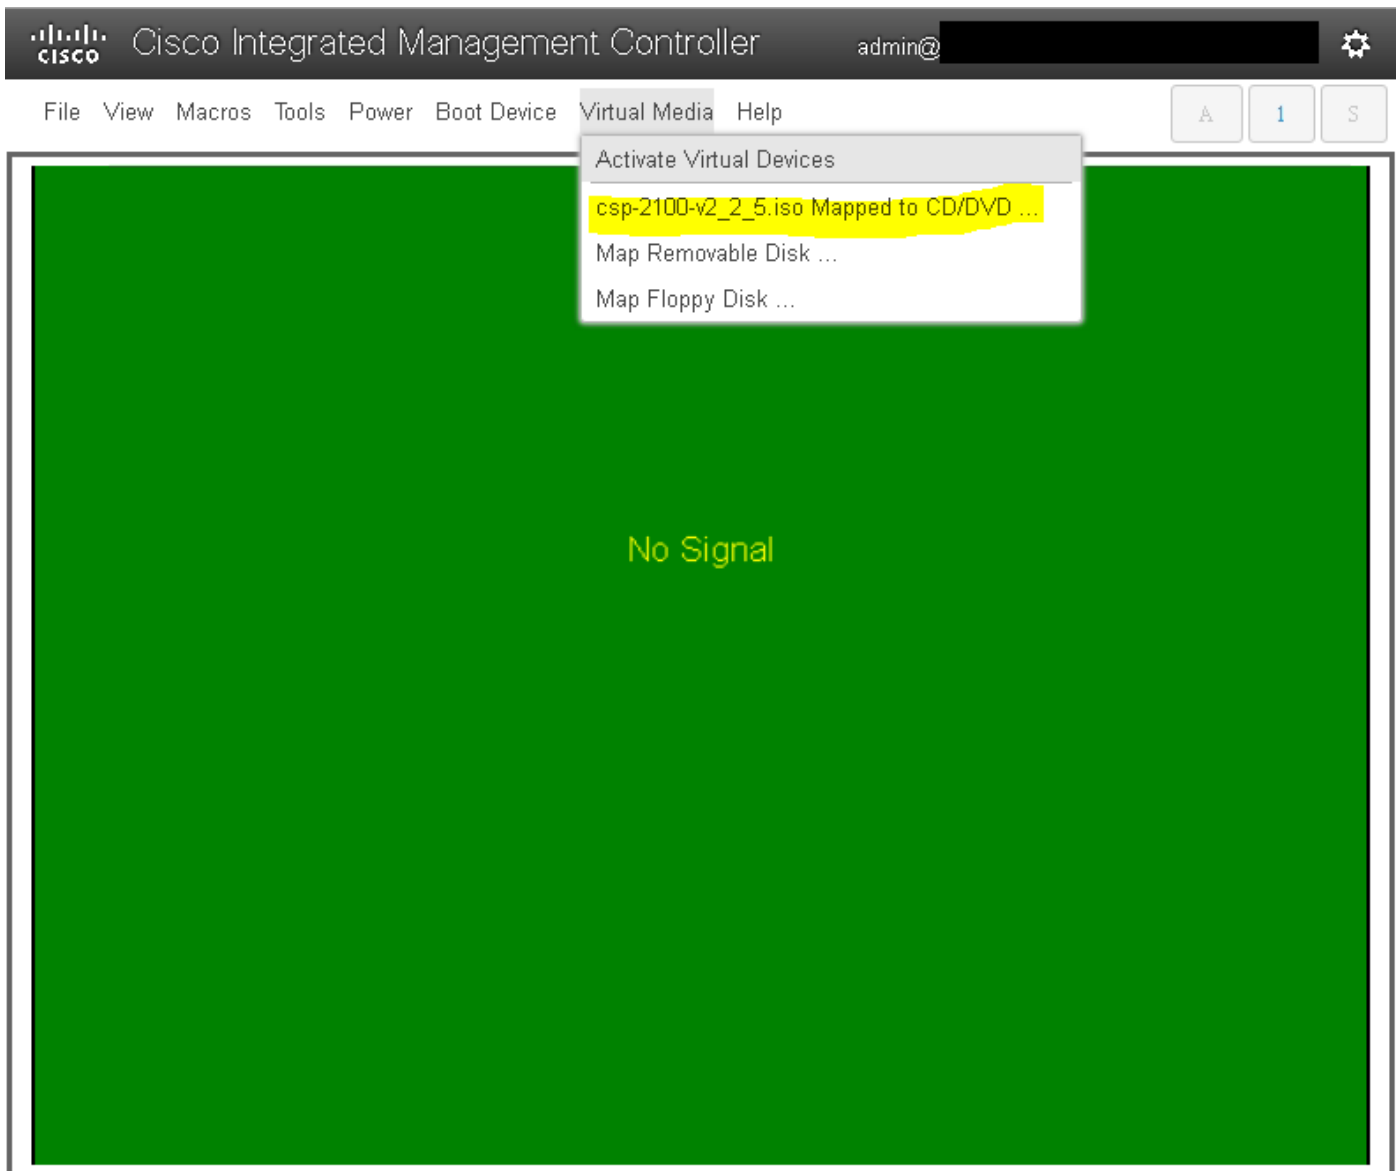 cisco Cisco Integrated Management Controller admin@
File View Macros Tools Power Boot Device Virtual Media Help A 1 S
Activate Virtual Devices
csp-2100-v2_2_5.iso Mapped to CD/DVD ...
Map Removable Disk ...
Map Floppy Disk ...
No Signal